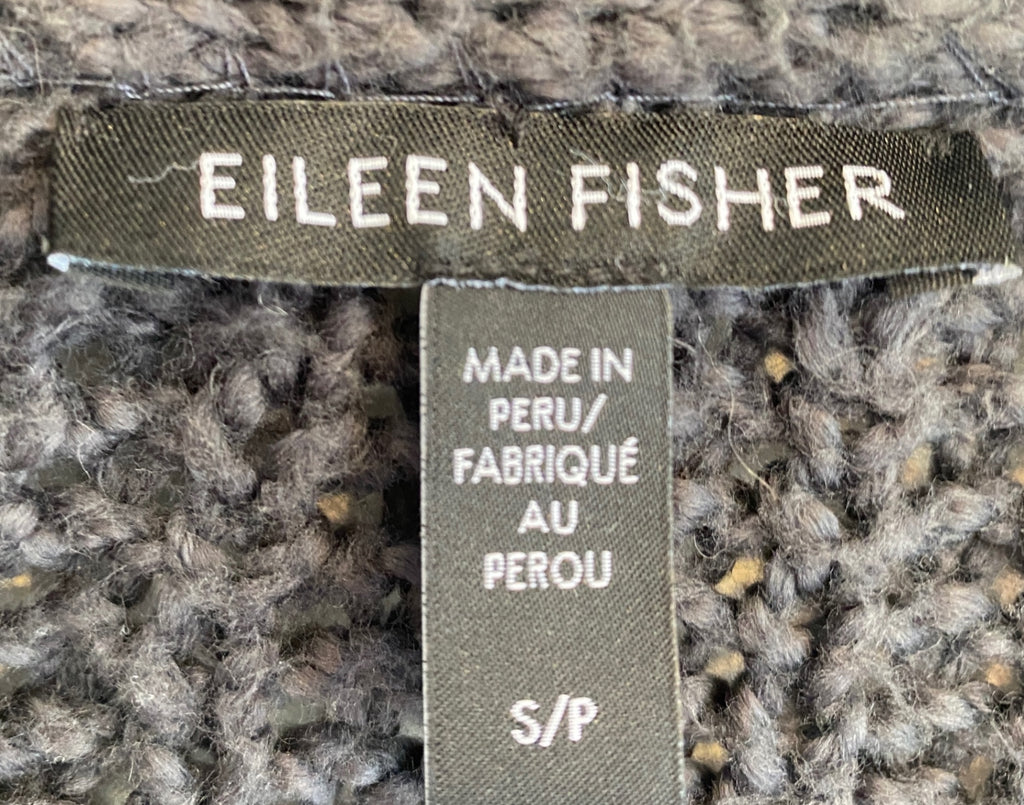 EILEEN FISHER
MADE IN
PERU/
FABRIQUÉ
AU
PEROU
S/P